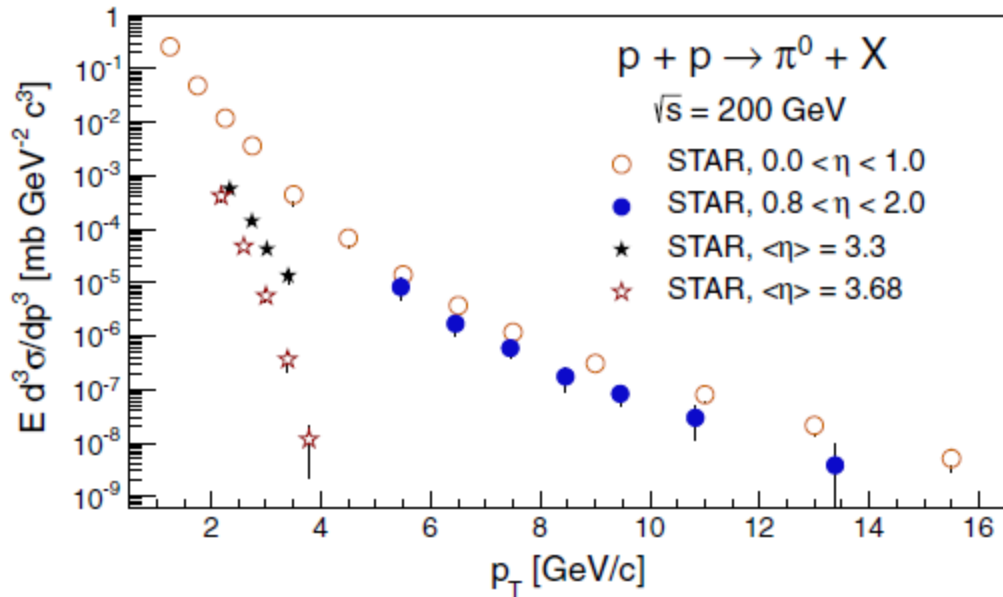 1
10⁻¹
10⁻²
10⁻³
10⁻⁴
10⁻⁵
10⁻⁶
10⁻⁷
10⁻⁸
10⁻⁹
E d³σ/dp³ [mb GeV⁻² c³]
p + p → π⁰ + X
√s = 200 GeV
STAR, 0.0 < η < 1.0
STAR, 0.8 < η < 2.0
STAR, <η> = 3.3
STAR, <η> = 3.68
2 4 6 8 10 12 14 16
p_T [GeV/c]